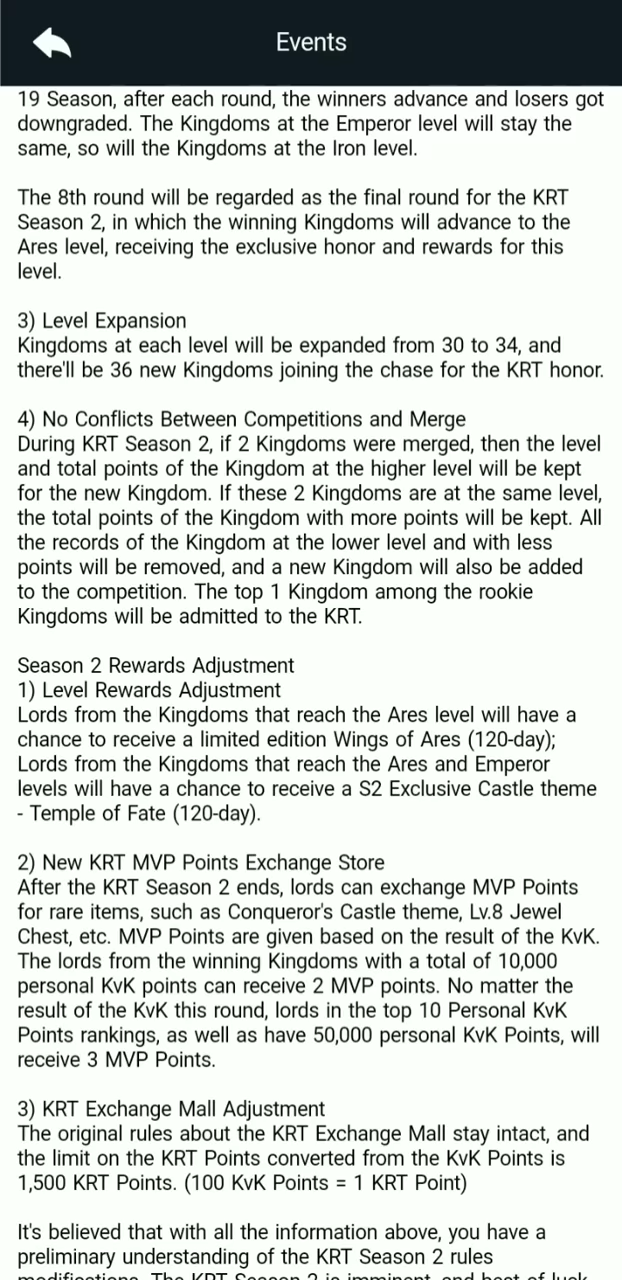 Events
19 Season, after each round, the winners advance and losers got
downgraded. The Kingdoms at the Emperor level will stay the
same, so will the Kingdoms at the Iron level.
The 8th round will be regarded as the final round for the KRT
Season 2, in which the winning Kingdoms will advance to the
Ares level, receiving the exclusive honor and rewards for this
level.
3) Level Expansion
Kingdoms at each level will be expanded from 30 to 34, and
there'll be 36 new Kingdoms joining the chase for the KRT honor.
4) No Conflicts Between Competitions and Merge
During KRT Season 2, if 2 Kingdoms were merged, then the level
and total points of the Kingdom at the higher level will be kept
for the new Kingdom. If these 2 Kingdoms are at the same level,
the total points of the Kingdom with more points will be kept. All
the records of the Kingdom at the lower level and with less
points will be removed, and a new Kingdom will also be added
to the competition. The top 1 Kingdom among the rookie
Kingdoms will be admitted to the KRT.
Season 2 Rewards Adjustment
1) Level Rewards Adjustment
Lords from the Kingdoms that reach the Ares level will have a
chance to receive a limited edition Wings of Ares (120-day);
Lords from the Kingdoms that reach the Ares and Emperor
levels will have a chance to receive a S2 Exclusive Castle theme
- Temple of Fate (120-day).
2) New KRT MVP Points Exchange Store
After the KRT Season 2 ends, lords can exchange MVP Points
for rare items, such as Conqueror's Castle theme, Lv.8 Jewel
Chest, etc. MVP Points are given based on the result of the KvK.
The lords from the winning Kingdoms with a total of 10,000
personal KvK points can receive 2 MVP points. No matter the
result of the KvK this round, lords in the top 10 Personal KvK
Points rankings, as well as have 50,000 personal KvK Points, will
receive 3 MVP Points.
3) KRT Exchange Mall Adjustment
The original rules about the KRT Exchange Mall stay intact, and
the limit on the KRT Points converted from the KvK Points is
1,500 KRT Points. (100 KvK Points = 1 KRT Point)
It's believed that with all the information above, you have a
preliminary understanding of the KRT Season 2 rules
modifications. The KRT Season 2 is imminent, and best of luck